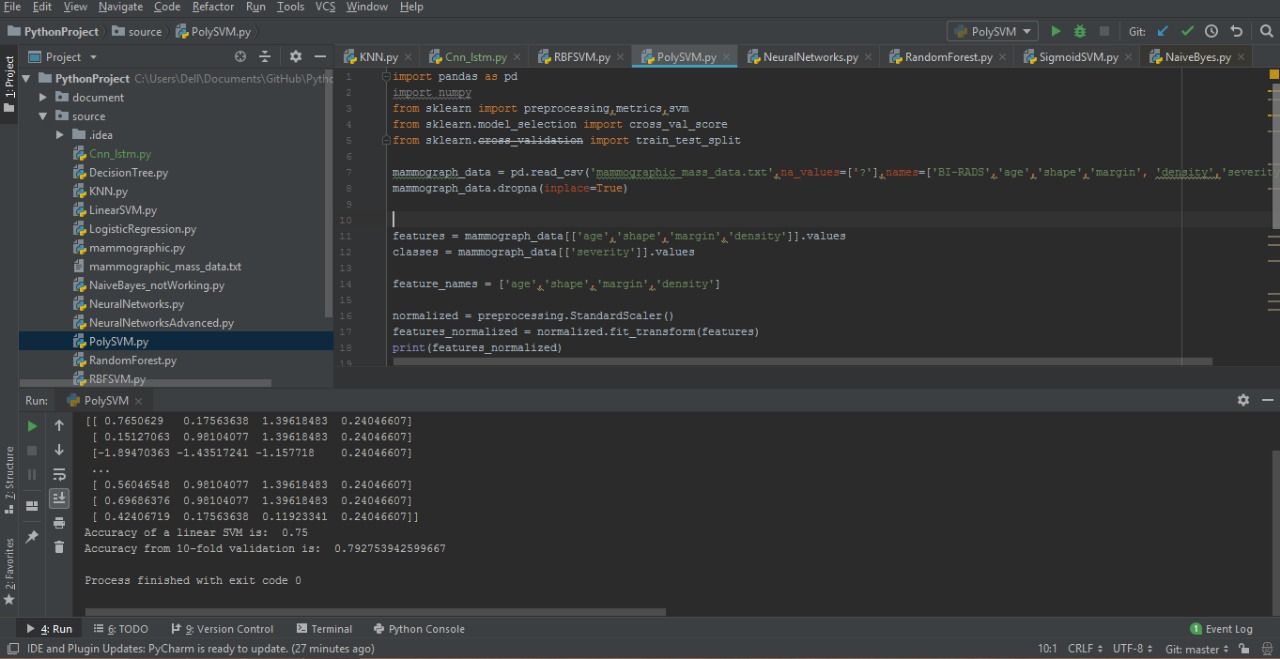 File Edit View Navigate Code Refactor Run Tools VCS Window Help
PythonProject source PolySVM.py PolySVM Git:
Project KNN.py Cnn_lstm.py RBFSVM.py PolySVM.py NeuralNetworks.py RandomForest.py SigmoidSVM.py NaiveByes.py
1: Project
PythonProject C:\Users\Dell\Documents\GitHub\Pytho
document
source
.idea
Cnn_lstm.py
DecisionTree.py
KNN.py
LinearSVM.py
LogisticRegression.py
mammographic.py
mammographic_mass_data.txt
NaiveBayes_notWorking.py
NeuralNetworks.py
NeuralNetworksAdvanced.py
PolySVM.py
RandomForest.py
RBFSVM.py
1 import pandas as pd
2 import numpy
3 from sklearn import preprocessing,metrics,svm
4 from sklearn.model_selection import cross_val_score
5 from sklearn.cross_validation import train_test_split
6
7 mammograph_data = pd.read_csv('mammographic_mass_data.txt',na_values=['?'],names=['BI-RADS','age','shape','margin', 'density','severity
8 mammograph_data.dropna(inplace=True)
9
10
11 features = mammograph_data[['age','shape','margin','density']].values
12 classes = mammograph_data[['severity']].values
13
14 feature_names = ['age','shape','margin','density']
15
16 normalized = preprocessing.StandardScaler()
17 features_normalized = normalized.fit_transform(features)
18 print(features_normalized)
19
Run: PolySVM
[[ 0.7650629   0.17563638  1.39618483  0.24046607]
 [ 0.15127063  0.98104077  1.39618483  0.24046607]
 [-1.89470363 -1.43517241 -1.157718    0.24046607]
 ...
 [ 0.56046548  0.98104077  1.39618483  0.24046607]
 [ 0.69686376  0.98104077  1.39618483  0.24046607]
 [ 0.42406719  0.17563638  0.11923341  0.24046607]]
Accuracy of a linear SVM is:  0.75
Accuracy from 10-fold validation is:  0.792753942599667
Process finished with exit code 0
7: Structure
2: Favorites
4: Run 6: TODO 9: Version Control Terminal Python Console 1 Event Log
IDE and Plugin Updates: PyCharm is ready to update. (27 minutes ago) 10:1 CRLF UTF-8 Git: master